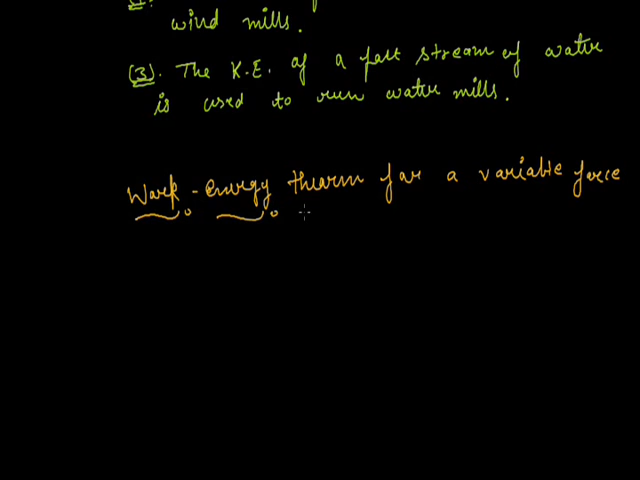 wind mills.
(3). The K.E. of a fast stream of water
is used to run water mills.
Work - energy thearm for a variable force